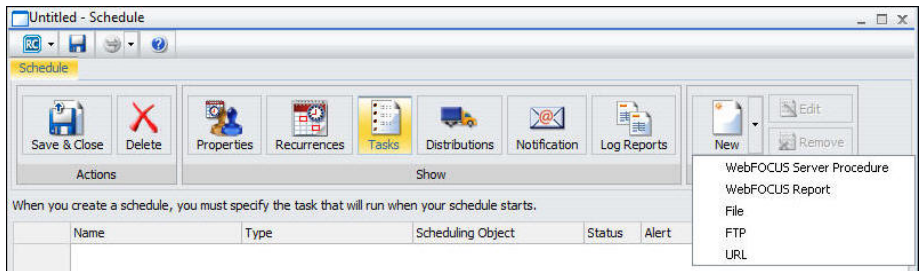 Untitled - Schedule
RC
Schedule
Save & Close Delete Properties Recurrences Tasks Distributions Notification Log Reports New Edit Remove
Actions Show
WebFOCUS Server Procedure
WebFOCUS Report
File
FTP
URL
When you create a schedule, you must specify the task that will run when your schedule starts.
Name Type Scheduling Object Status Alert